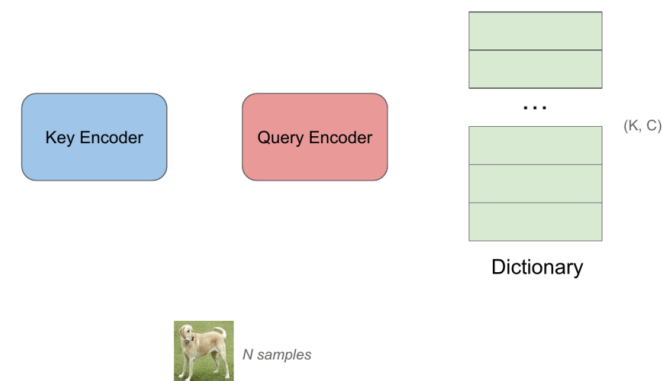 Key Encoder
Query Encoder
...
(K, C)
Dictionary
N samples